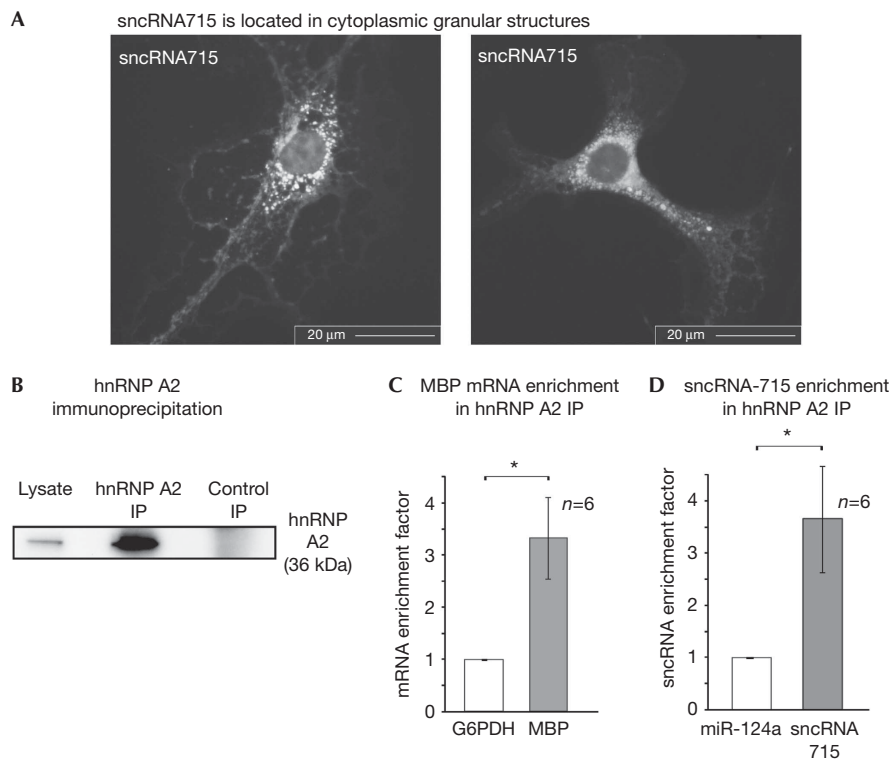 A
sncRNA715 is located in cytoplasmic granular structures
sncRNA715
20 μm
sncRNA715
20 μm
B
hnRNP A2
immunoprecipitation
Lysate
hnRNP A2
IP
Control
IP
hnRNP
A2
(36 kDa)
C
MBP mRNA enrichment
in hnRNP A2 IP
mRNA enrichment factor
4
3
2
1
0
*
n=6
G6PDH
MBP
D
sncRNA-715 enrichment
in hnRNP A2 IP
sncRNA enrichment factor
4
3
2
1
0
*
n=6
miR-124a
sncRNA
715